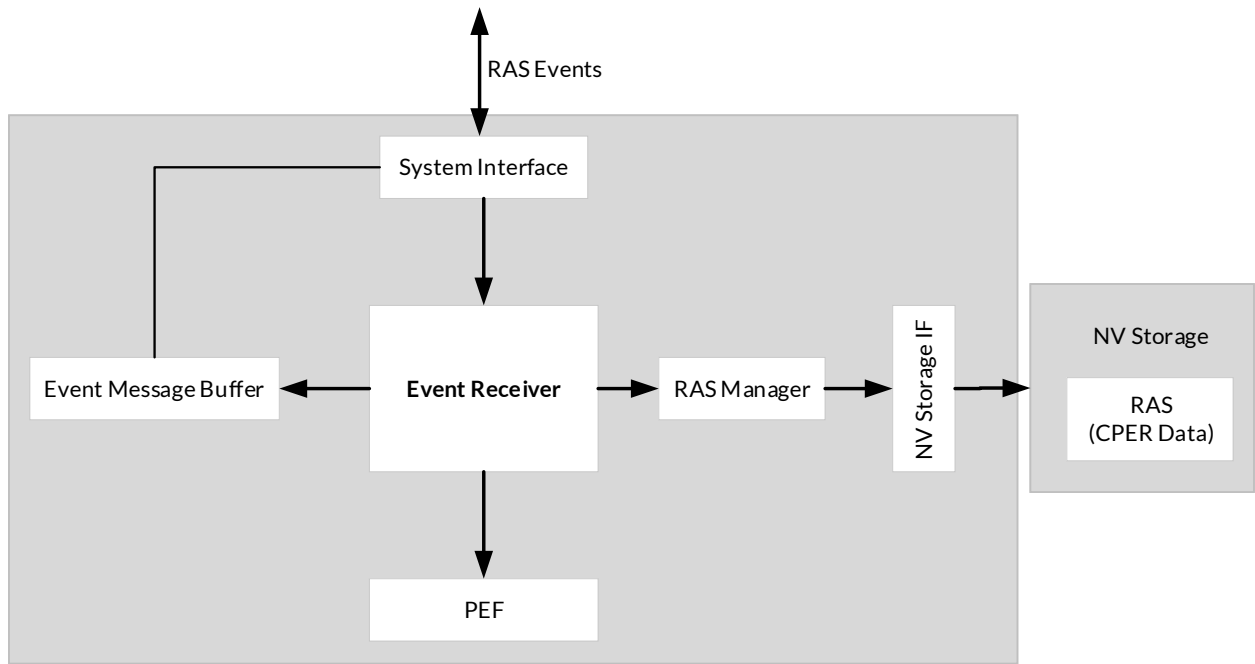 RAS Events
System Interface
Event Message Buffer
Event Receiver
RAS Manager
NV Storage IF
NV Storage
RAS
(CPER Data)
PEF